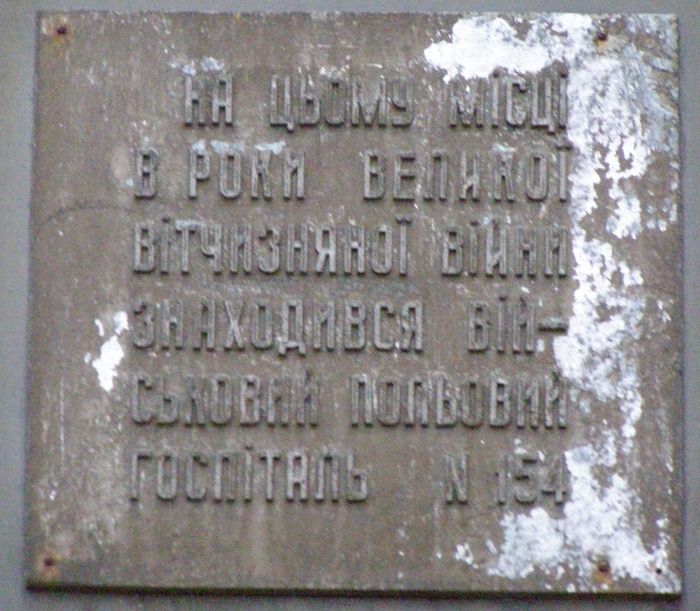 НА ЦЬОМУ МІСЦІ
В РОКИ ВЕЛИКОЇ
ВІТЧИЗНЯНОЇ ВІЙНИ
ЗНАХОДИВСЯ ВІЙ-
СЬКОВИЙ ПОЛЬОВИЙ
ГОСПІТАЛЬ N 154